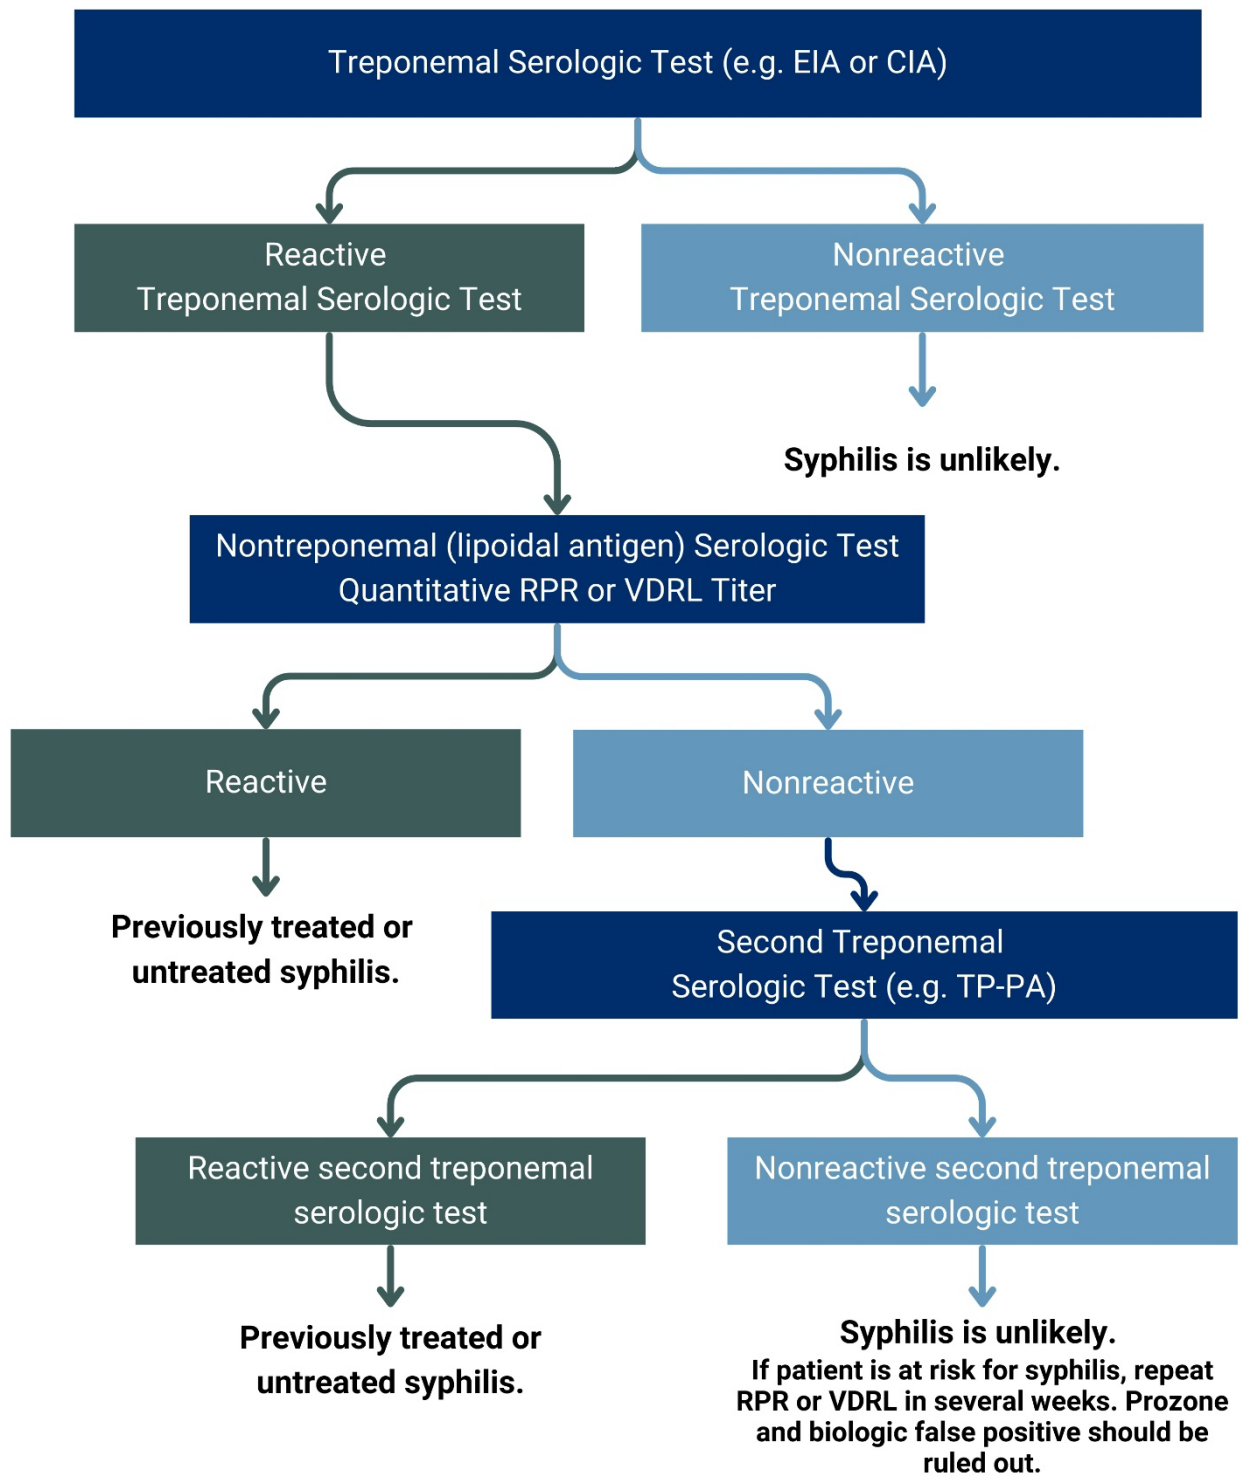 Treponemal Serologic Test (e.g. EIA or CIA)
Reactive
Treponemal Serologic Test
Nonreactive
Treponemal Serologic Test
Syphilis is unlikely.
Nontreponemal (lipoidal antigen) Serologic Test
Quantitative RPR or VDRL Titer
Reactive
Nonreactive
Previously treated or
untreated syphilis.
Second Treponemal
Serologic Test (e.g. TP-PA)
Reactive second treponemal
serologic test
Nonreactive second treponemal
serologic test
Previously treated or
untreated syphilis.
Syphilis is unlikely.
If patient is at risk for syphilis, repeat
RPR or VDRL in several weeks. Prozone
and biologic false positive should be
ruled out.